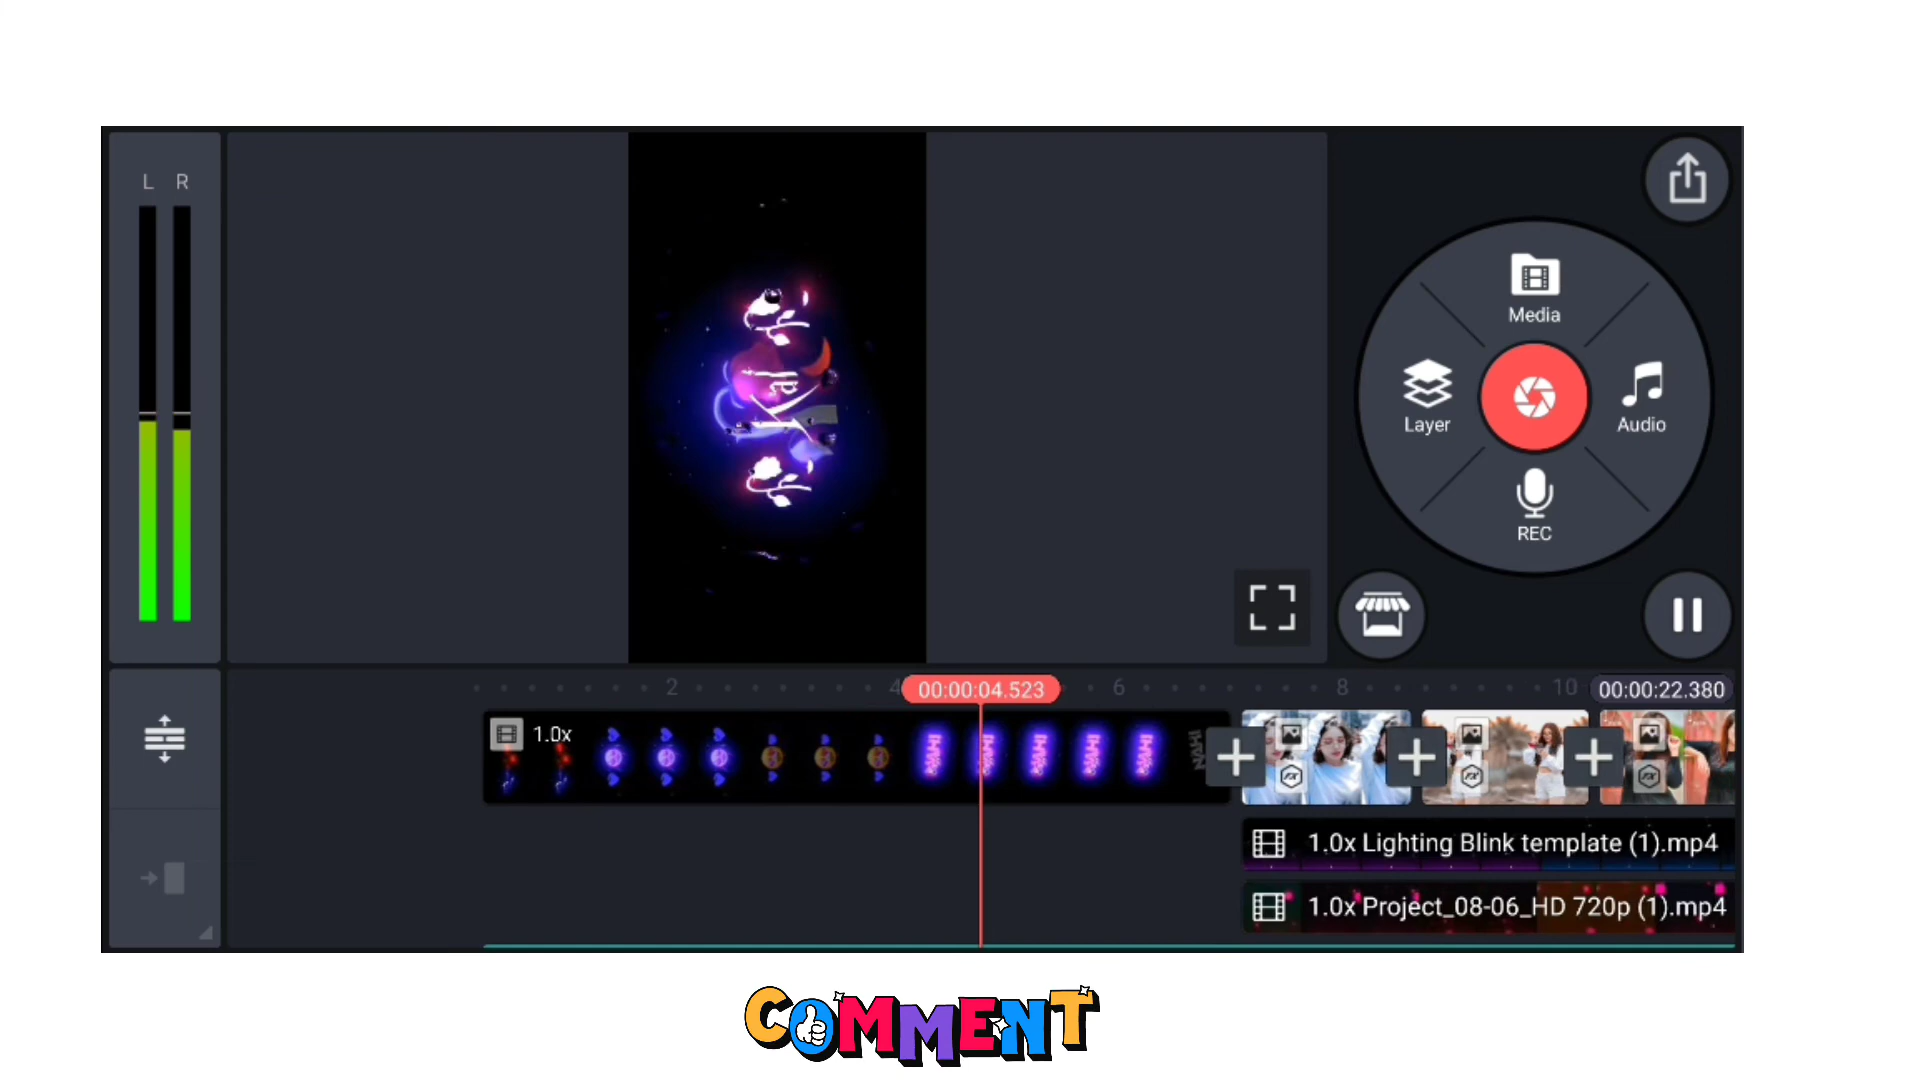 L R
Media
Layer
Audio
REC
Kal
2 4 00:00:04.523 6 8 10 00:00:22.380
1.0x
1.0x Lighting Blink template (1).mp4
1.0x Project_08-06_HD 720p (1).mp4
COMMENT